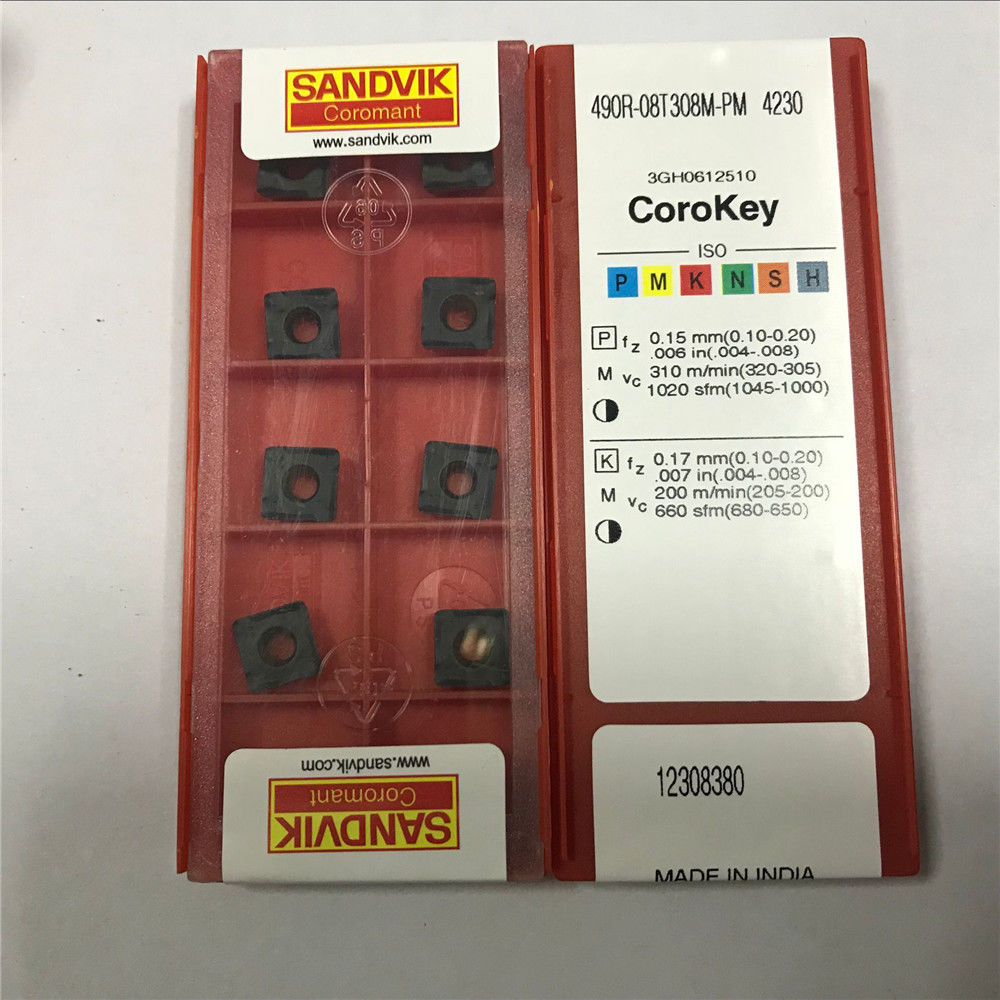 SANDVIK
Coromant
www.sandvik.com
www.sandvik.com
Coromant
SANDVIK
490R-08T308M-PM 4230
3GH0612510
CoroKey
ISO
P M K N S H
P fz 0.15 mm(0.10-0.20)
.006 in(.004-.008)
M vc 310 m/min(320-305)
1020 sfm(1045-1000)
K fz 0.17 mm(0.10-0.20)
.007 in(.004-.008)
M vc 200 m/min(205-200)
660 sfm(680-650)
12308380
MADE IN INDIA